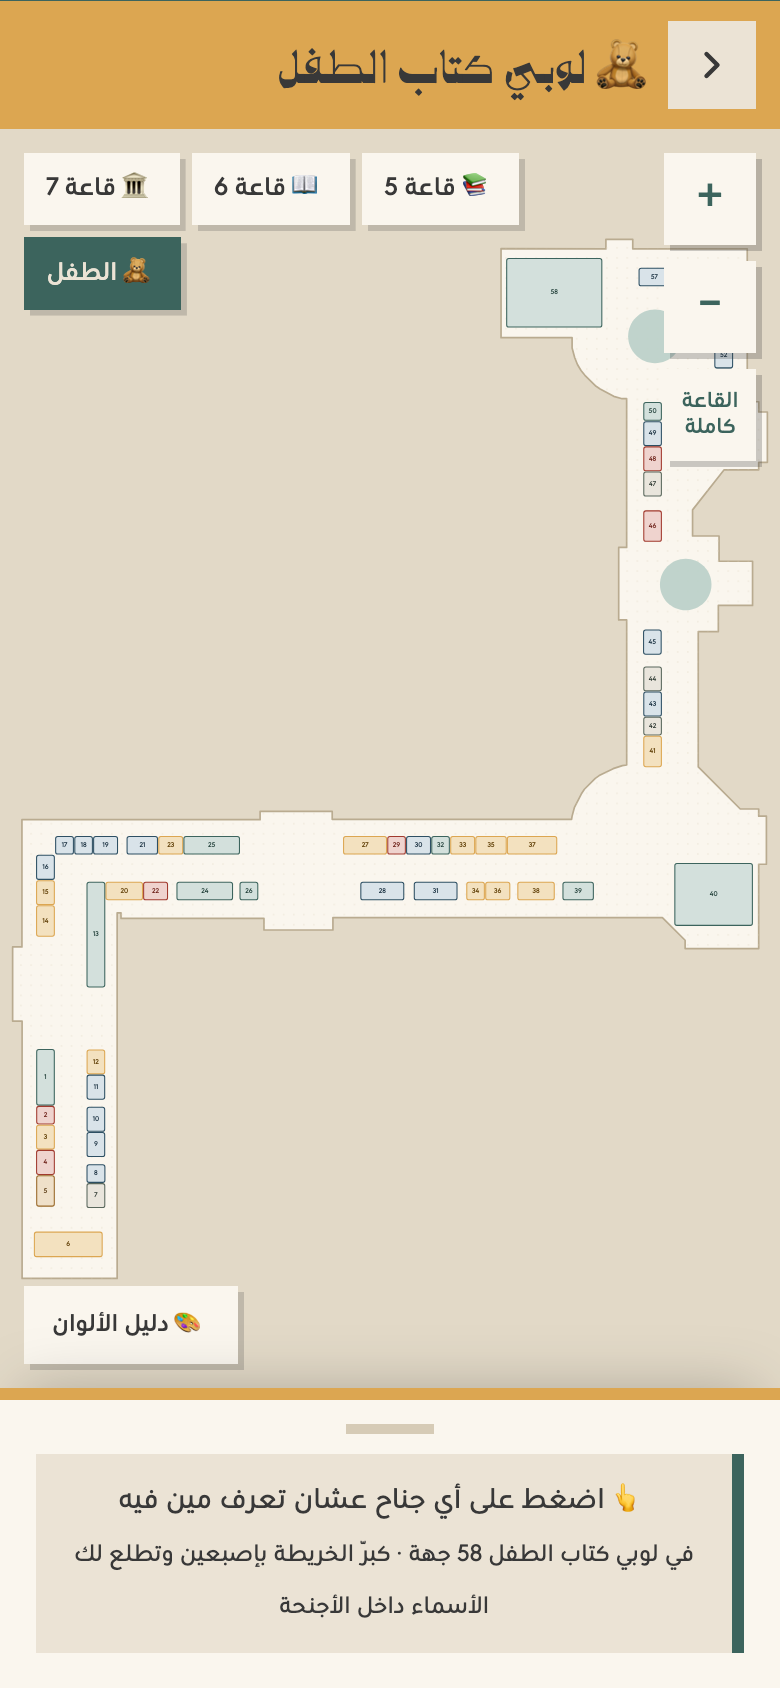 🧸 لوبي كتاب الطفل
📚 قاعة 5
📖 قاعة 6
🏛️ قاعة 7
🧸 الطفل
+
−
القاعة
كاملة
58
57
52
50
49
48
47
46
45
44
43
42
41
17 18 19 21 23 25 27 29 30 32 33 35 37
16
15
14
20 22 24 26 28 31 34 36 38 39
40
13
1
2
3
4
5
12
11
10
9
8
7
6
🎨 دليل الألوان
👆 اضغط على أي جناح عشان تعرف مين فيه
في لوبي كتاب الطفل 58 جهة · كبّر الخريطة بإصبعين وتطلع لك
الأسماء داخل الأجنحة